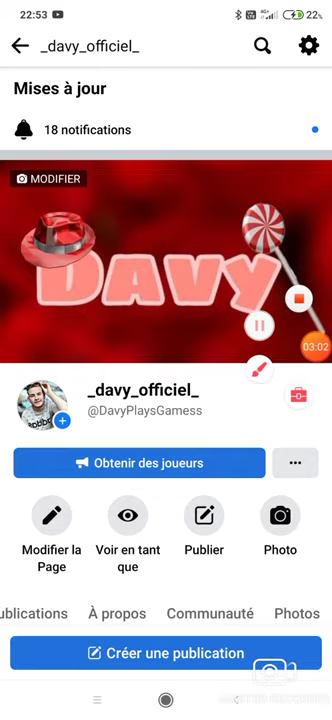 22:53
22%
_davy_officiel_
Mises à jour
18 notifications
MODIFIER
DAVY
03:02
_davy_officiel_
@DavyPlaysGamess
Obtenir des joueurs
Modifier la Page
Voir en tant que
Publier
Photo
ublications À propos Communauté Photos
Créer une publication